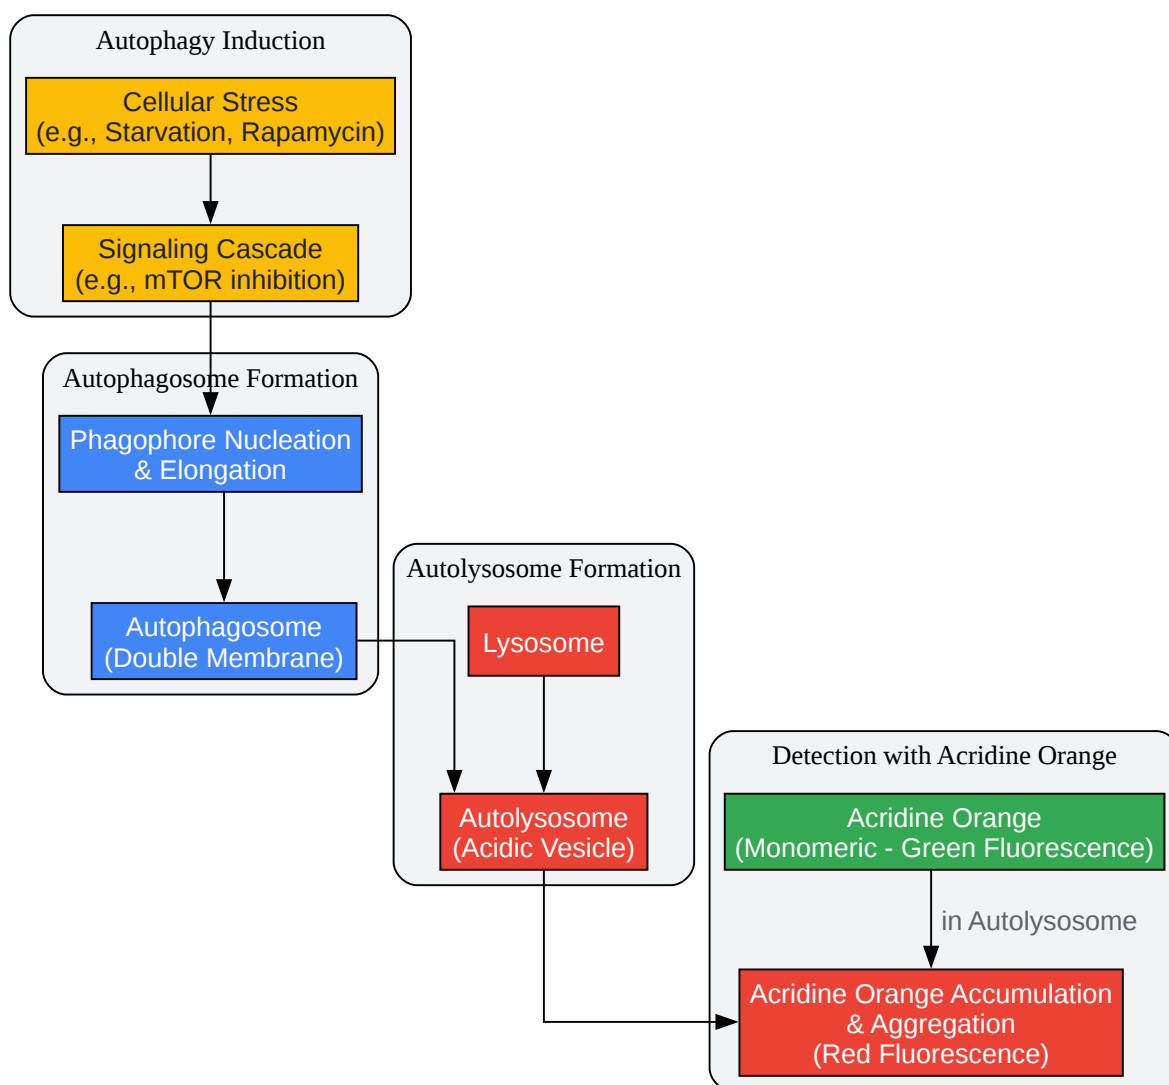 Autophagy Induction
Cellular Stress
(e.g., Starvation, Rapamycin)
Signaling Cascade
(e.g., mTOR inhibition)
Autophagosome Formation
Phagophore Nucleation
& Elongation
Autophagosome
(Double Membrane)
Autolysosome Formation
Lysosome
Autolysosome
(Acidic Vesicle)
Detection with Acridine Orange
Acridine Orange
(Monomeric - Green Fluorescence)
in Autolysosome
Acridine Orange Accumulation
& Aggregation
(Red Fluorescence)